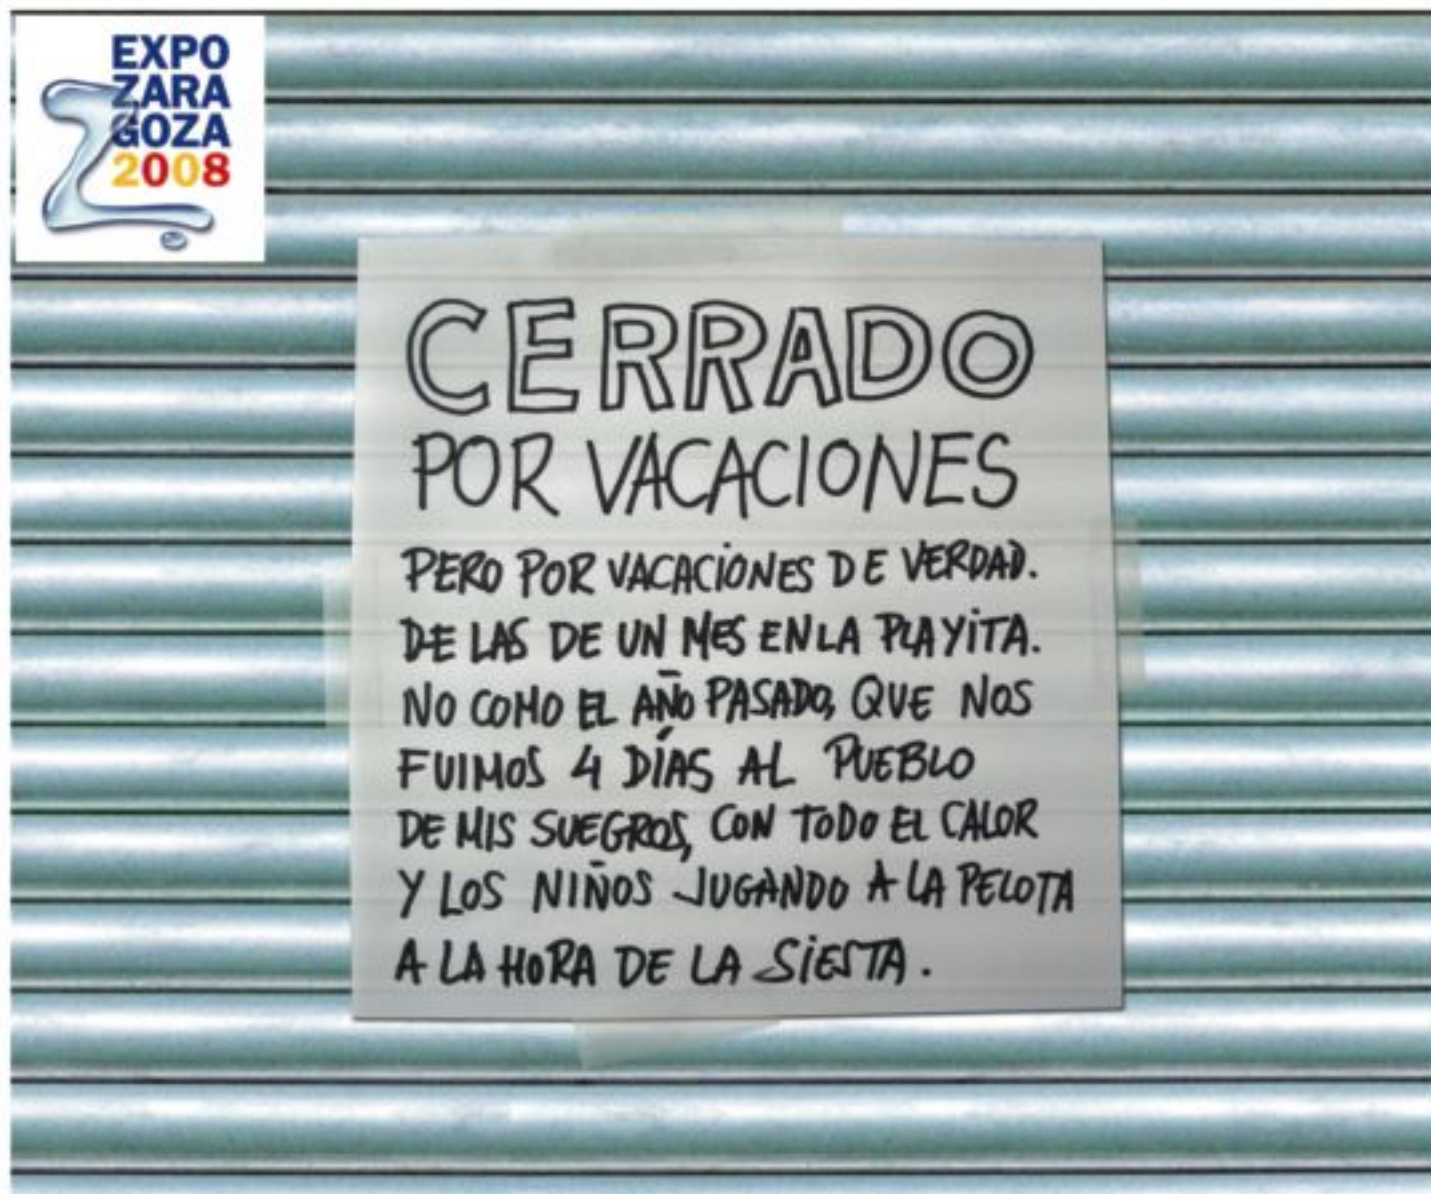 EXPO
ZARA
GOZA
2008
CERRADO
POR VACACIONES
PERO POR VACACIONES DE VERDAD.
DE LAS DE UN MES EN LA PLAYITA.
NO COMO EL AÑO PASADO, QUE NOS
FUIMOS 4 DÍAS AL PUEBLO
DE MIS SUEGROS, CON TODO EL CALOR
Y LOS NIÑOS JUGANDO A LA PELOTA
A LA HORA DE LA SIESTA.